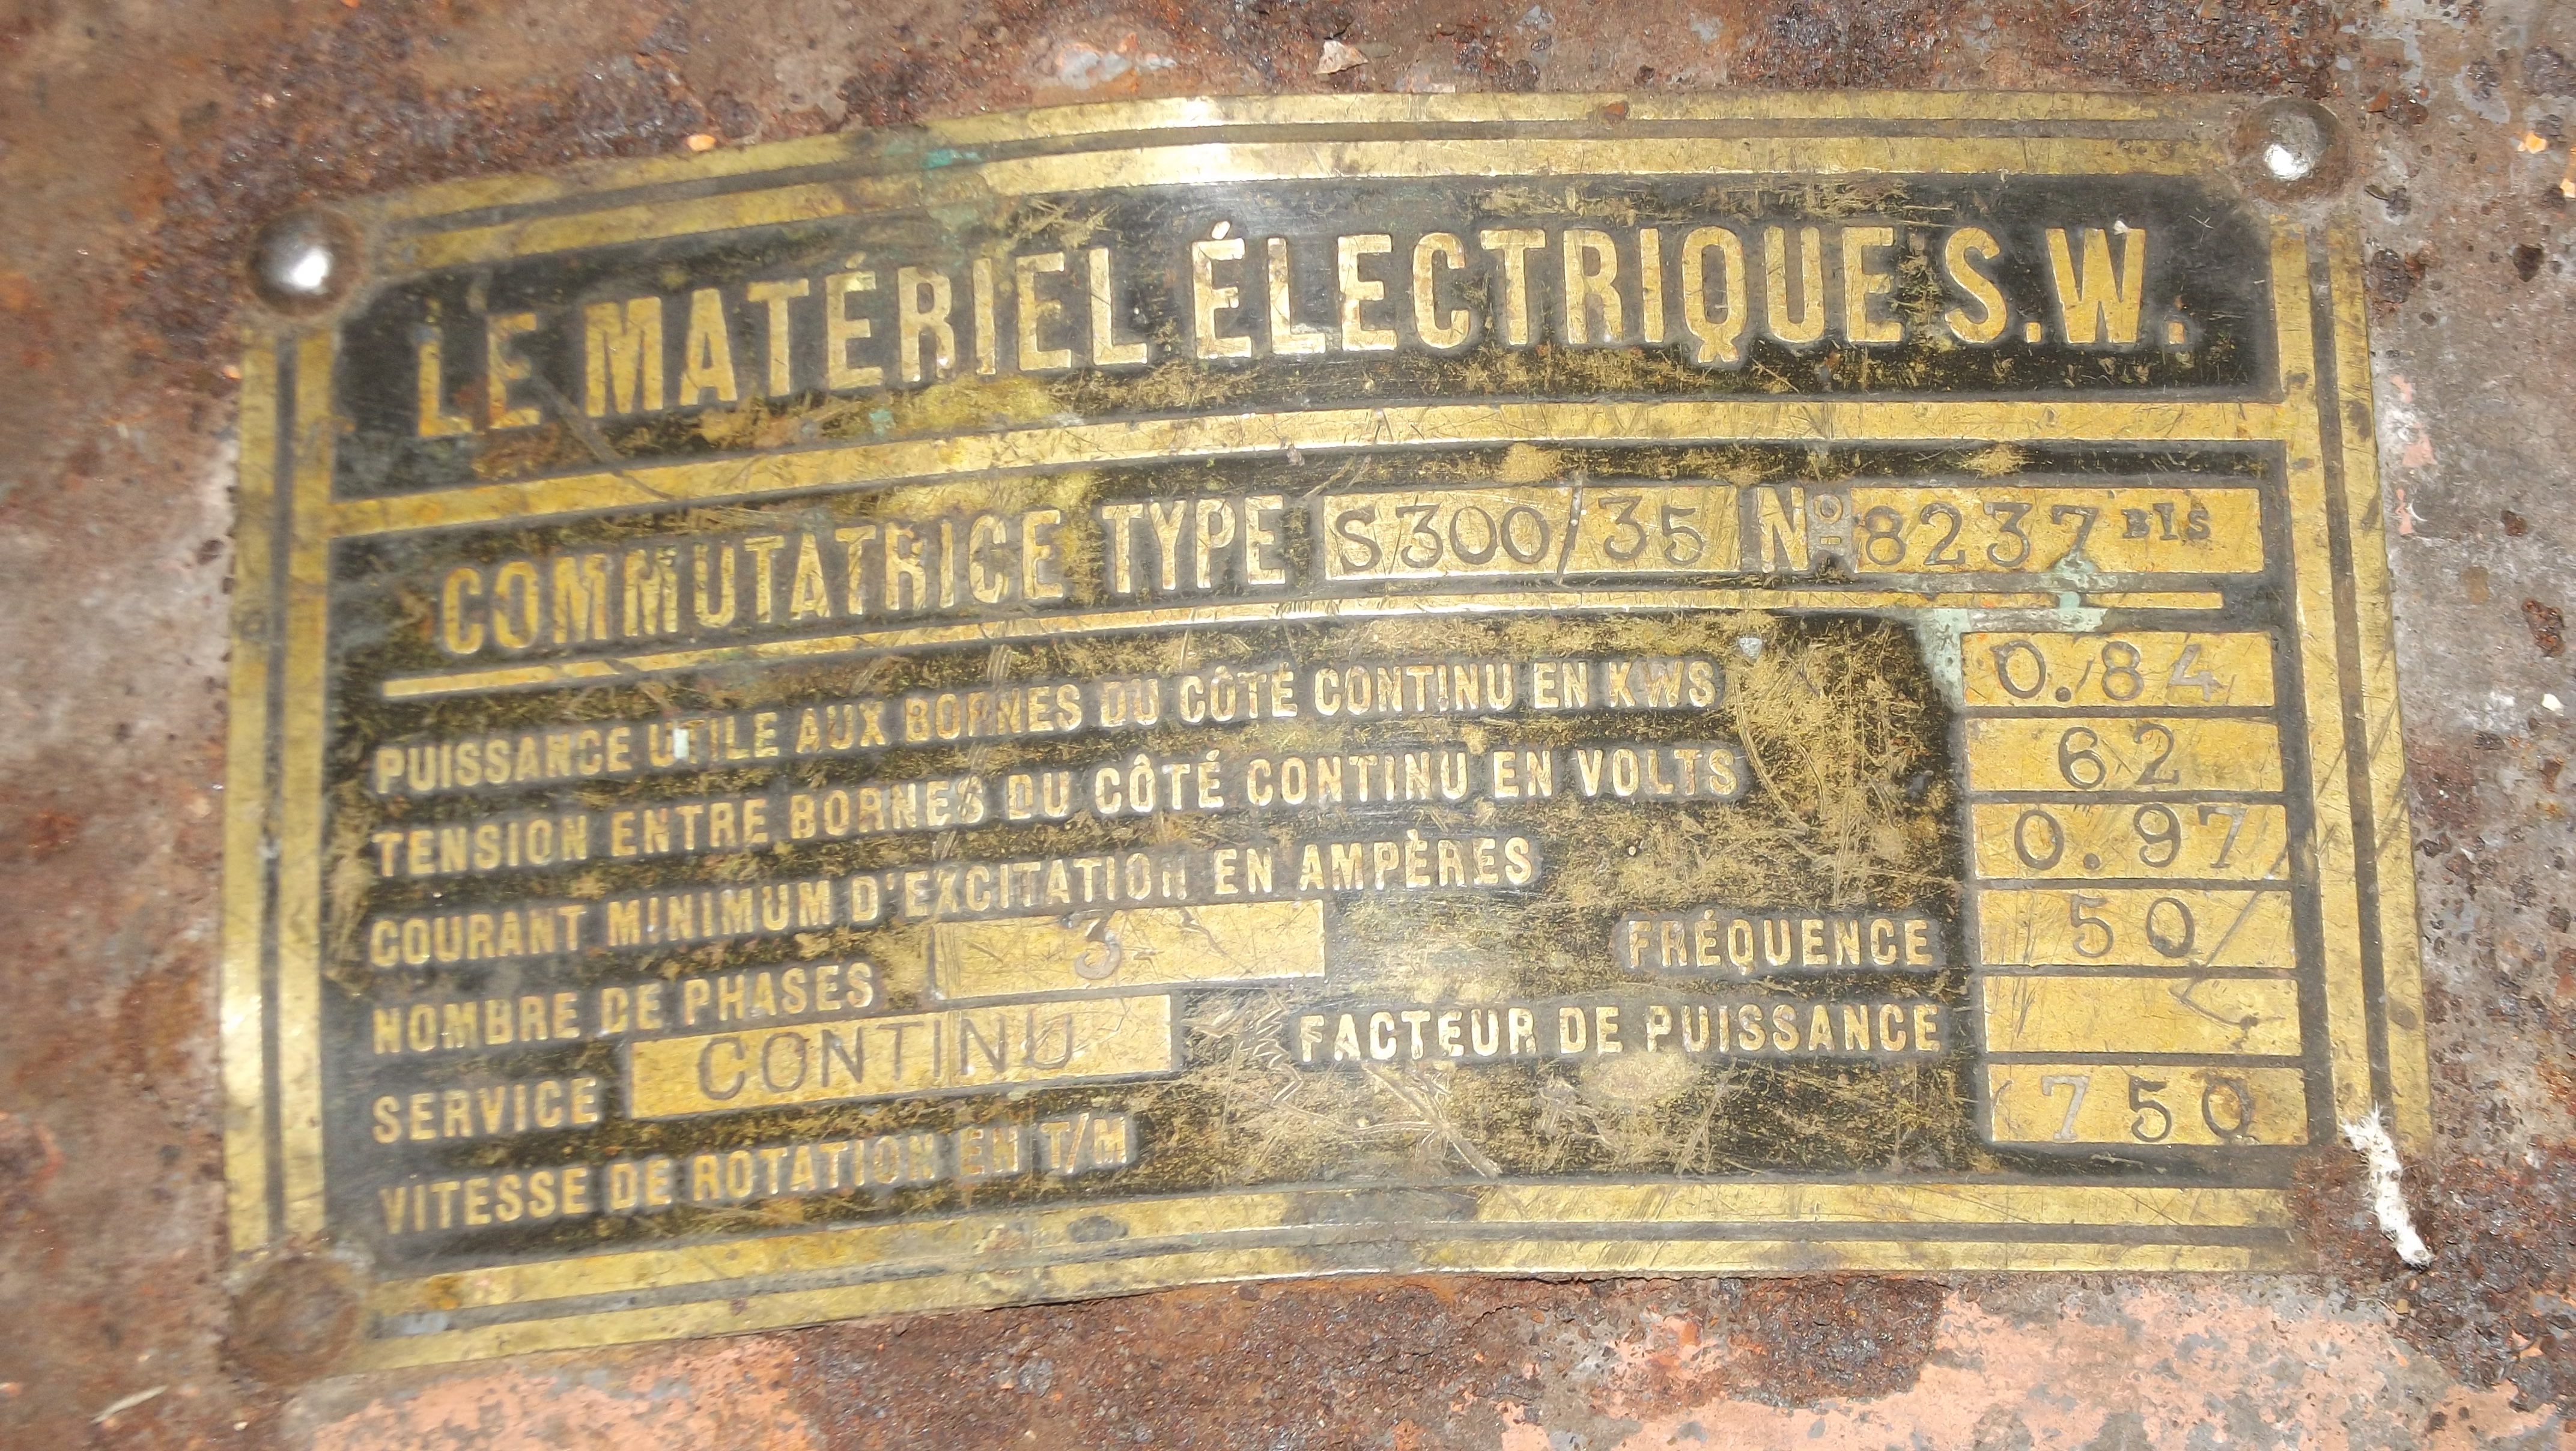 LE MATÉRIEL ÉLECTRIQUE S.W.
COMMUTATRICE TYPE S300/35 Nº 8237 BIS
PUISSANCE UTILE AUX BORNES DU CÔTÉ CONTINU EN KWS 0.84
TENSION ENTRE BORNES DU CÔTÉ CONTINU EN VOLTS 62
COURANT MINIMUM D'EXCITATION EN AMPÈRES 0.97
NOMBRE DE PHASES 3 FRÉQUENCE 50
SERVICE CONTINU FACTEUR DE PUISSANCE
VITESSE DE ROTATION EN T/M 750